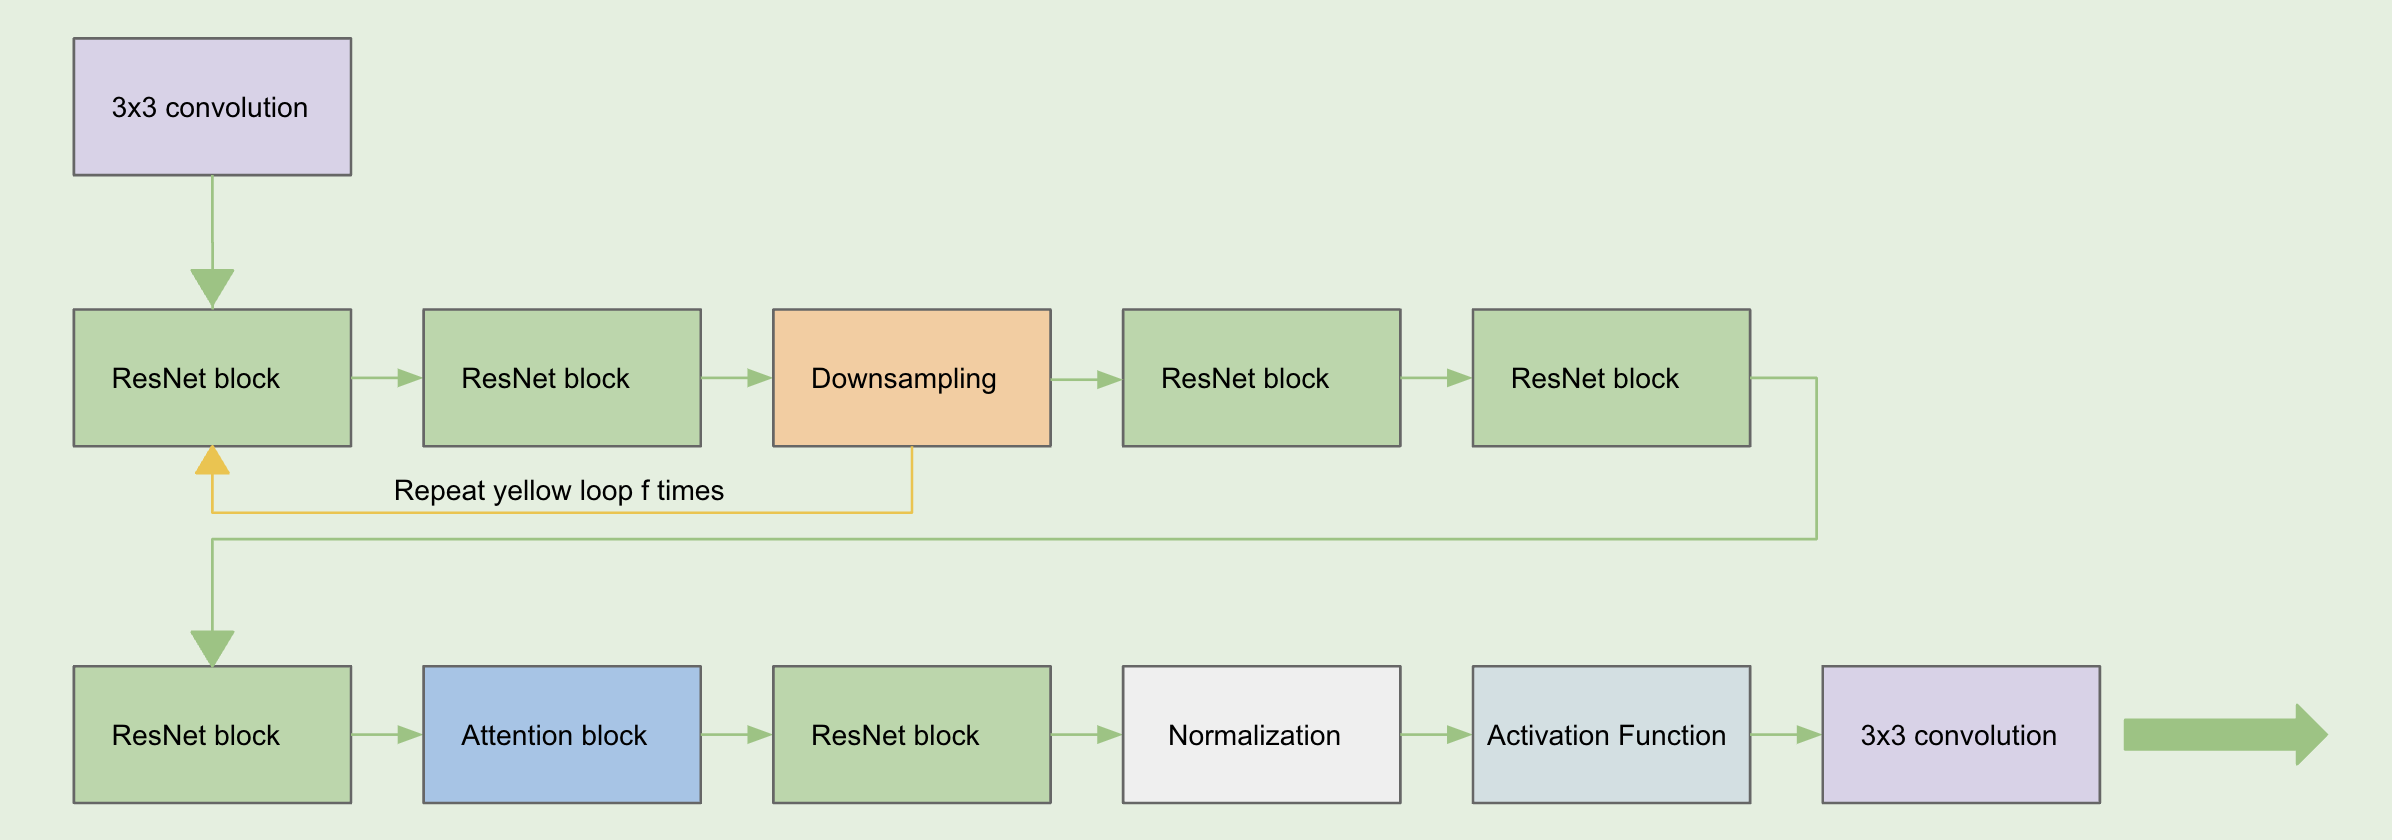 3x3 convolution
ResNet block
ResNet block
Downsampling
ResNet block
ResNet block
Repeat yellow loop f times
ResNet block
Attention block
ResNet block
Normalization
Activation Function
3x3 convolution